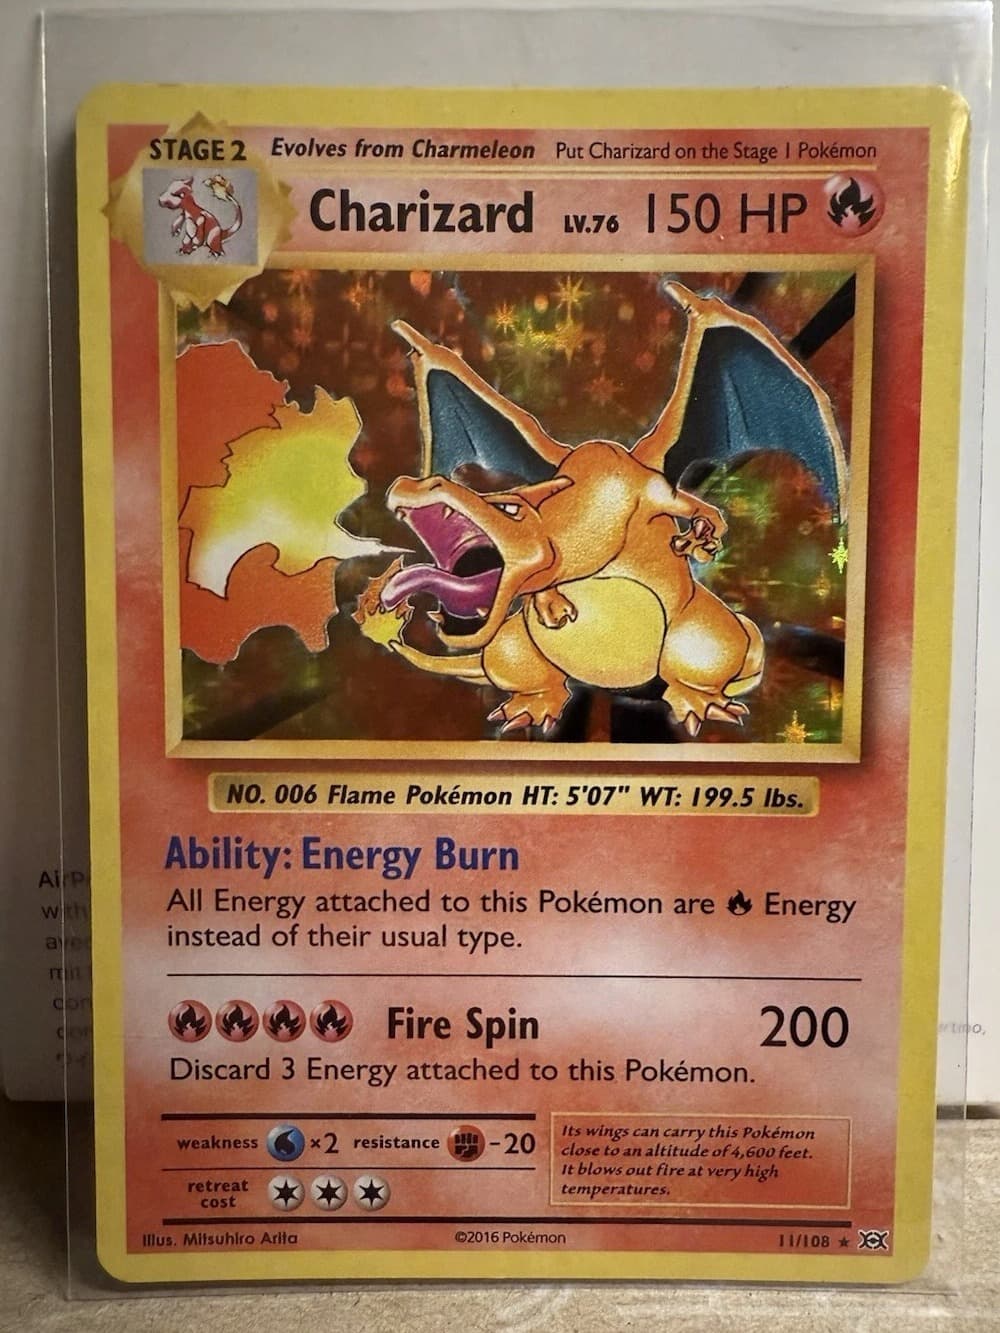 STAGE 2 Evolves from Charmeleon Put Charizard on the Stage 1 Pokémon
Charizard LV.76 150 HP
NO. 006 Flame Pokémon HT: 5'07" WT: 199.5 lbs.
Ability: Energy Burn
All Energy attached to this Pokémon are Energy
instead of their usual type.
Fire Spin 200
Discard 3 Energy attached to this Pokémon.
weakness ×2 resistance -20
retreat
cost
Its wings can carry this Pokémon
close to an altitude of 4,600 feet.
It blows out fire at very high
temperatures.
Illus. Mitsuhiro Arita ©2016 Pokémon 11/108